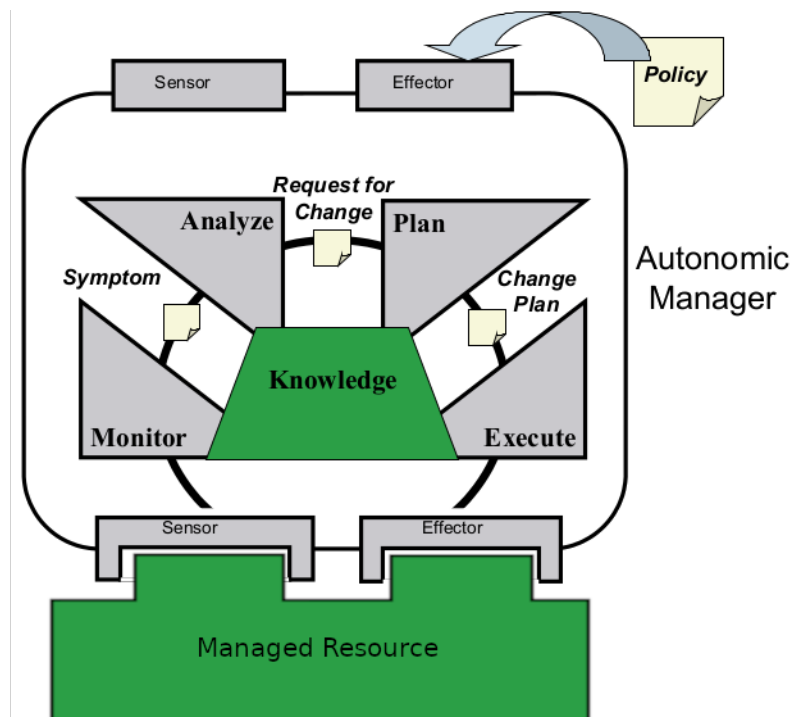 Policy
Sensor
Effector
Request for
Change
Analyze
Plan
Symptom
Change
Plan
Autonomic
Manager
Knowledge
Monitor
Execute
Sensor
Effector
Managed Resource